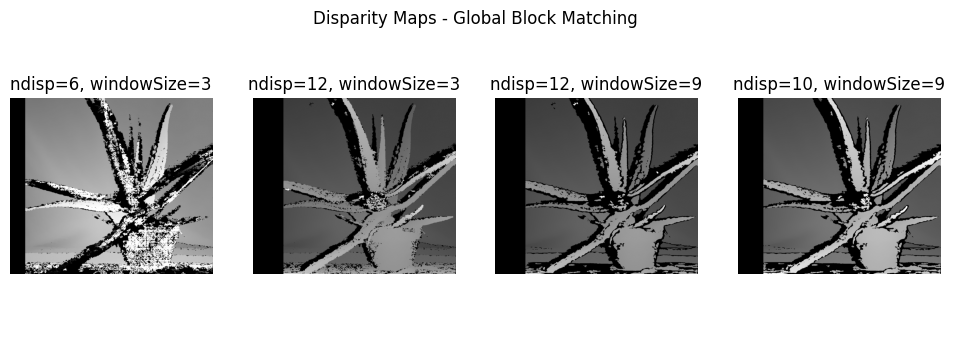 Disparity Maps - Global Block Matching
ndisp=6, windowSize=3
ndisp=12, windowSize=3
ndisp=12, windowSize=9
ndisp=10, windowSize=9